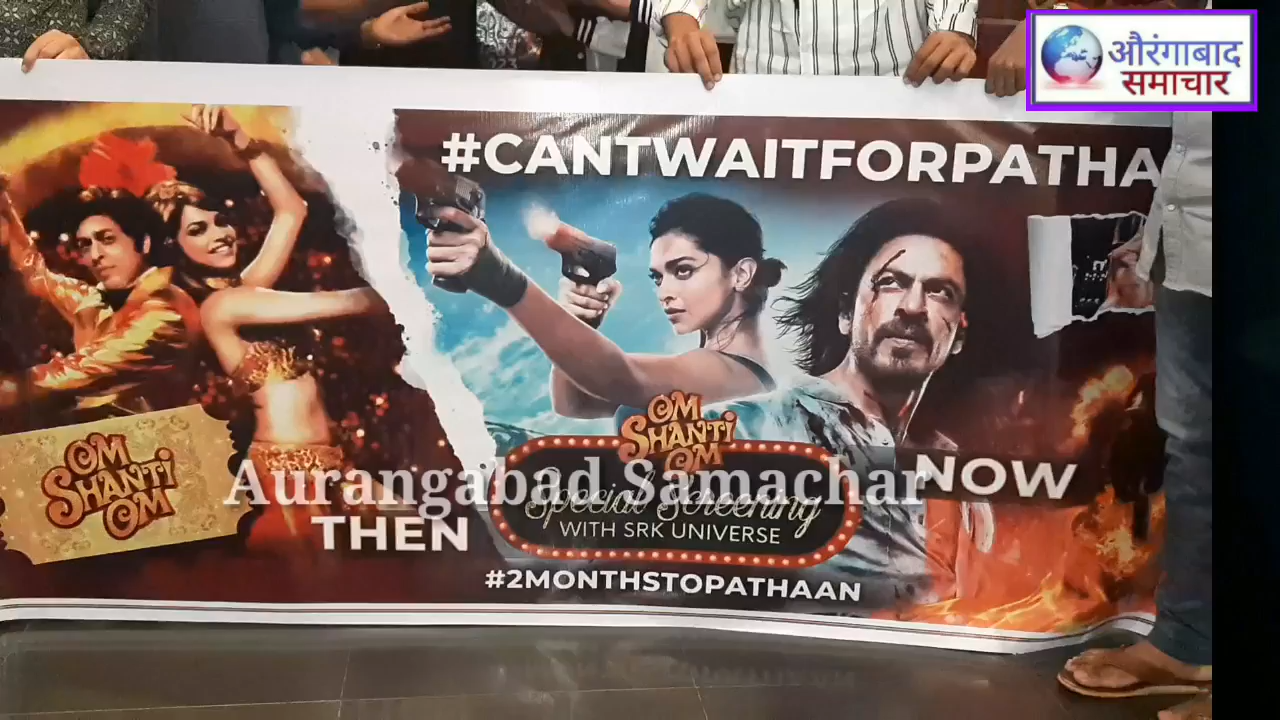 223
औरंगाबाद
समाचार
#CANTWAITFORPATHA
OM
SHANTI
OM
OM
SHANTI
OM
Aurangabad Samachar
Special Screening
WITH SRK UNIVERSE
THEN
NOW
#2MONTHSTOPATHAAN